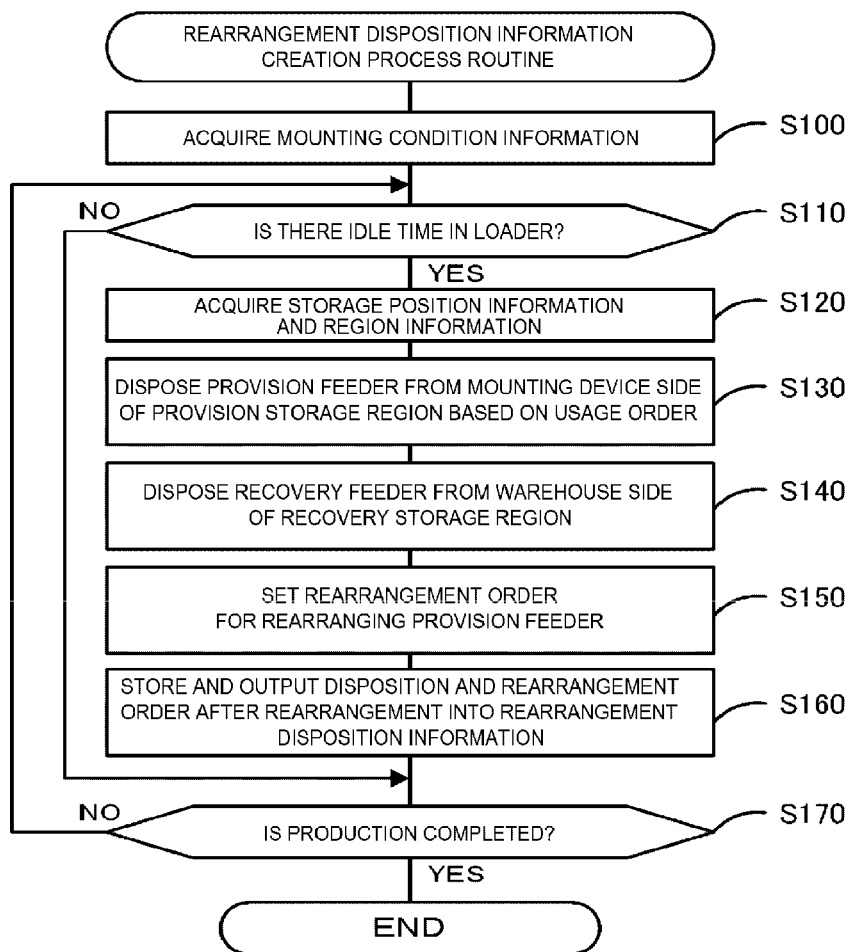 REARRANGEMENT DISPOSITION INFORMATION
CREATION PROCESS ROUTINE
ACQUIRE MOUNTING CONDITION INFORMATION
S100
NO
IS THERE IDLE TIME IN LOADER?
S110
YES
ACQUIRE STORAGE POSITION INFORMATION
AND REGION INFORMATION
S120
DISPOSE PROVISION FEEDER FROM MOUNTING DEVICE SIDE
OF PROVISION STORAGE REGION BASED ON USAGE ORDER
S130
DISPOSE RECOVERY FEEDER FROM WAREHOUSE SIDE
OF RECOVERY STORAGE REGION
S140
SET REARRANGEMENT ORDER
FOR REARRANGING PROVISION FEEDER
S150
STORE AND OUTPUT DISPOSITION AND REARRANGEMENT
ORDER AFTER REARRANGEMENT INTO REARRANGEMENT
DISPOSITION INFORMATION
S160
NO
IS PRODUCTION COMPLETED?
S170
YES
END